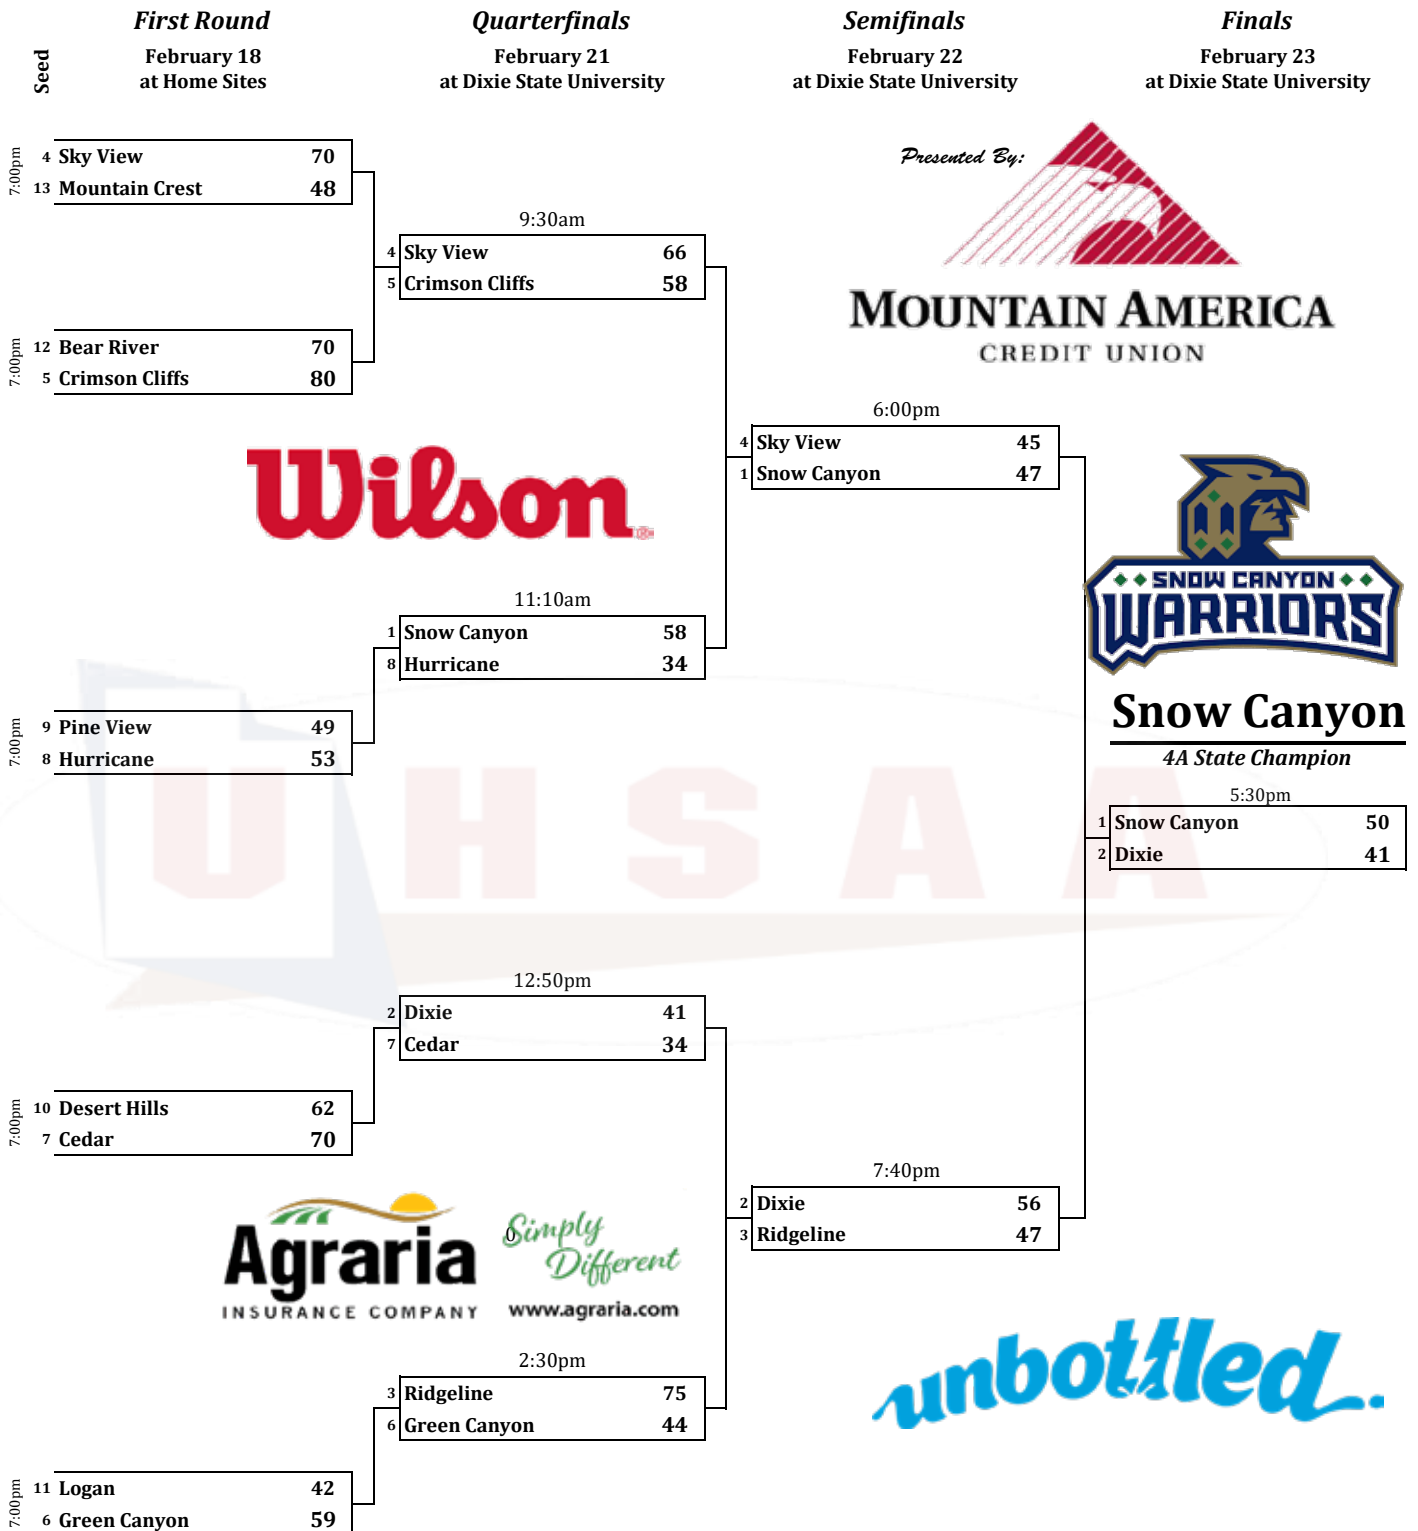 First Round Quarterfinals Semifinals Finals
Seed
February 18 February 21 February 22 February 23
at Home Sites at Dixie State University at Dixie State University at Dixie State University
Presented By:
MOUNTAIN AMERICA
CREDIT UNION
7:00pm
4 Sky View 70
13 Mountain Crest 48
9:30am
4 Sky View 66
5 Crimson Cliffs 58
7:00pm
12 Bear River 70
5 Crimson Cliffs 80
6:00pm
4 Sky View 45
1 Snow Canyon 47
Wilson
SNOW CANYON
WARRIORS
11:10am
1 Snow Canyon 58
8 Hurricane 34
Snow Canyon
4A State Champion
7:00pm
9 Pine View 49
8 Hurricane 53
5:30pm
1 Snow Canyon 50
2 Dixie 41
UHSAA
12:50pm
2 Dixie 41
7 Cedar 34
7:00pm
10 Desert Hills 62
7 Cedar 70
7:40pm
2 Dixie 56
3 Ridgeline 47
Agraria
INSURANCE COMPANY
0
Simply
Different
www.agraria.com
unbottled.
2:30pm
3 Ridgeline 75
6 Green Canyon 44
7:00pm
11 Logan 42
6 Green Canyon 59